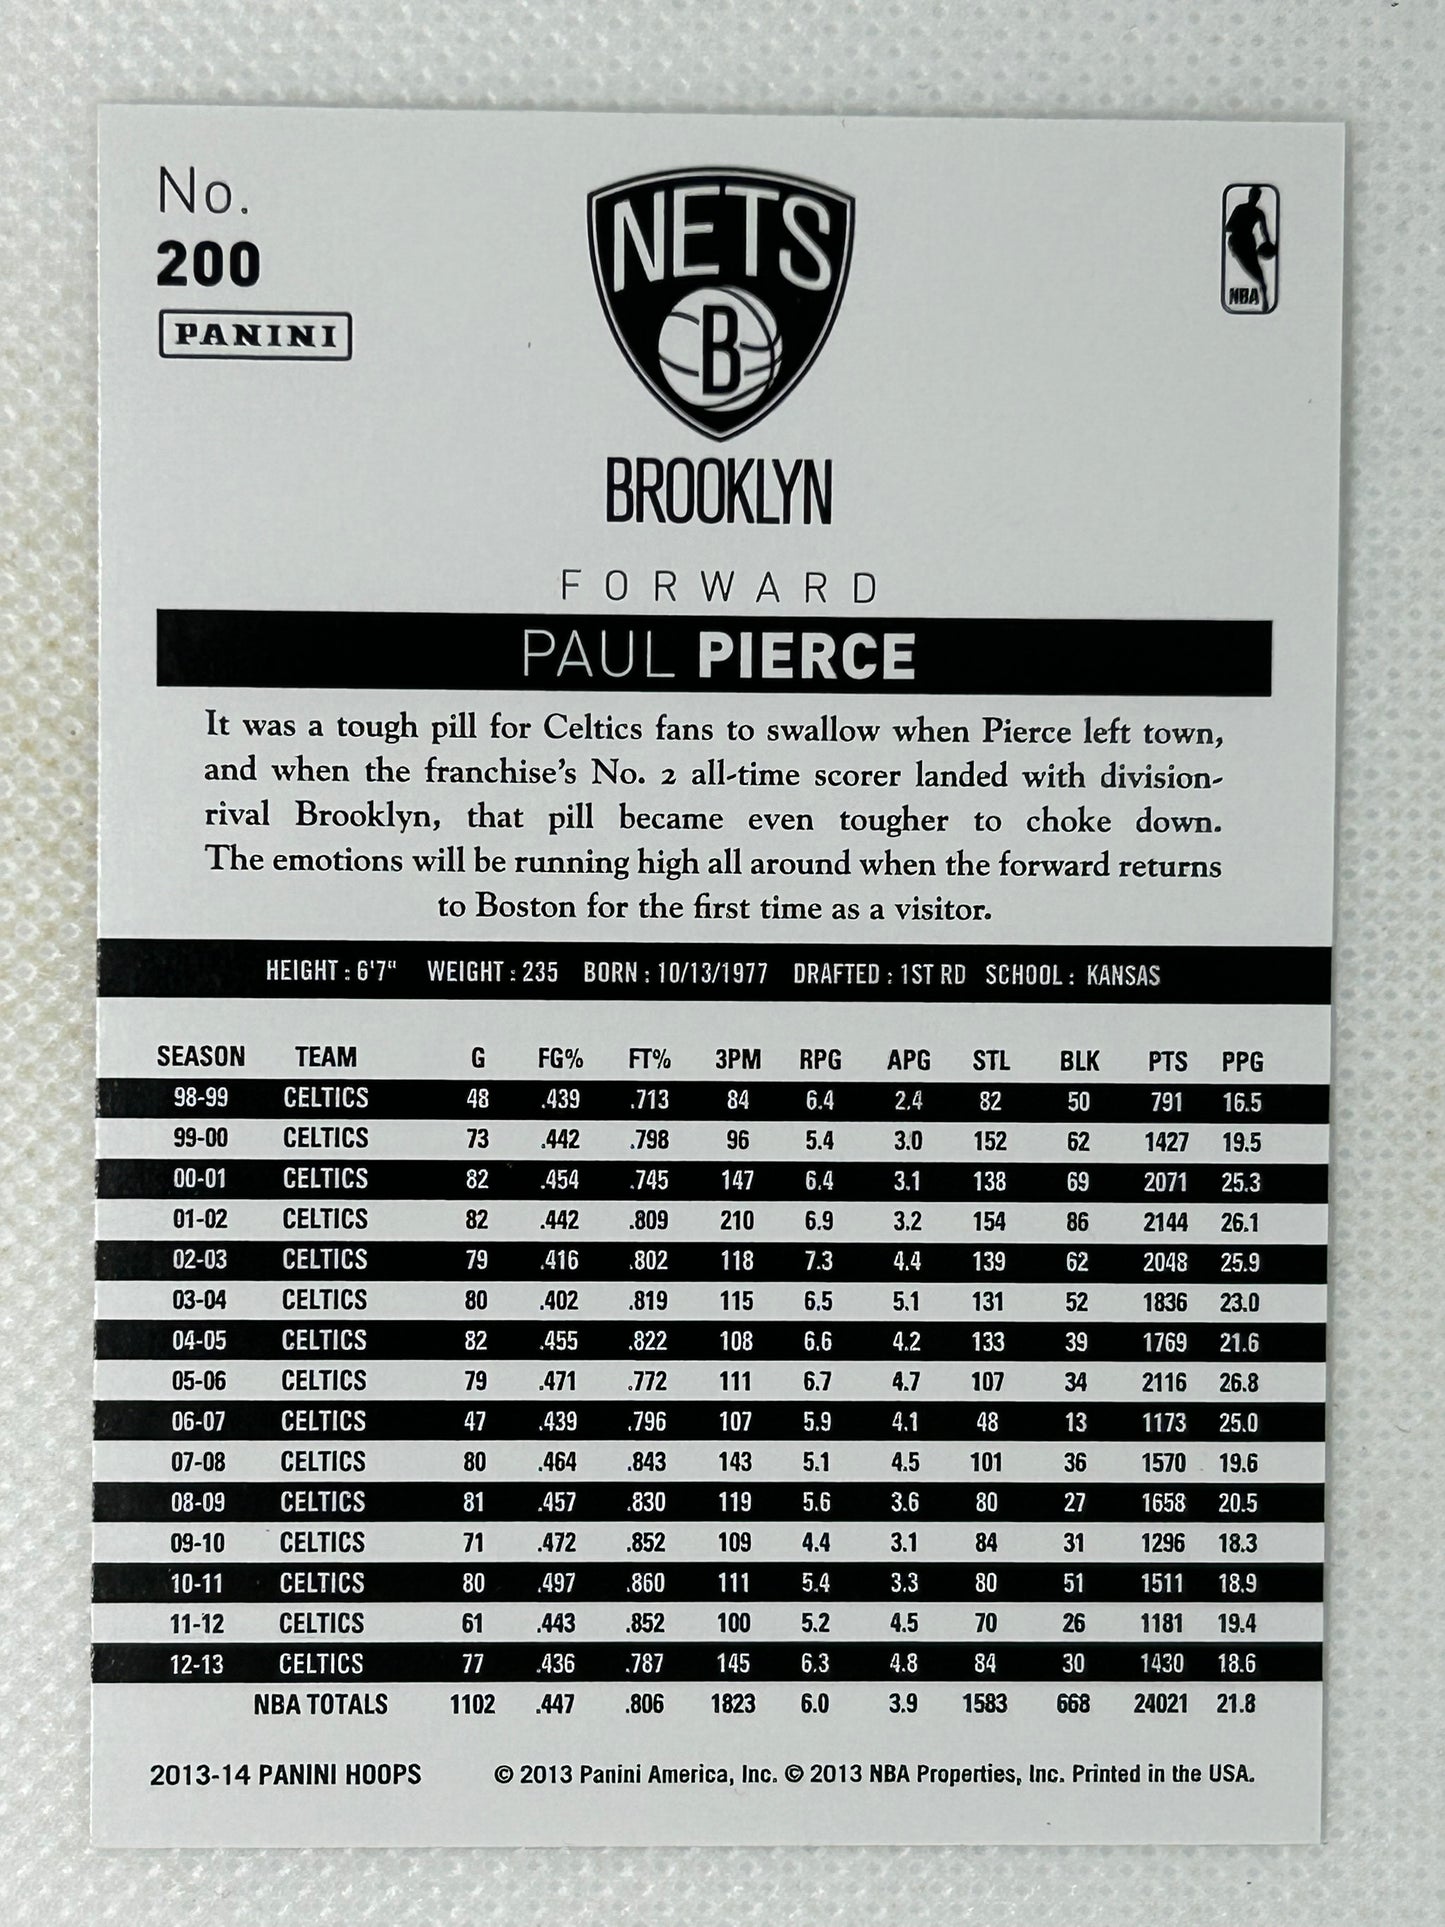 No.
200
PANINI
NETS
B
BROOKLYN
NBA
FORWARD
PAUL PIERCE
It was a tough pill for Celtics fans to swallow when Pierce left town,
and when the franchise's No. 2 all-time scorer landed with division-
rival Brooklyn, that pill became even tougher to choke down.
The emotions will be running high all around when the forward returns
to Boston for the first time as a visitor.
HEIGHT : 6'7" WEIGHT : 235 BORN : 10/13/1977 DRAFTED : 1ST RD SCHOOL : KANSAS
SEASON TEAM G FG% FT% 3PM RPG APG STL BLK PTS PPG
98-99 CELTICS 48 .439 .713 84 6.4 2.4 82 50 791 16.5
99-00 CELTICS 73 .442 .798 96 5.4 3.0 152 62 1427 19.5
00-01 CELTICS 82 .454 .745 147 6.4 3.1 138 69 2071 25.3
01-02 CELTICS 82 .442 .809 210 6.9 3.2 154 86 2144 26.1
02-03 CELTICS 79 .416 .802 118 7.3 4.4 139 62 2048 25.9
03-04 CELTICS 80 .402 .819 115 6.5 5.1 131 52 1836 23.0
04-05 CELTICS 82 .455 .822 108 6.6 4.2 133 39 1769 21.6
05-06 CELTICS 79 .471 .772 111 6.7 4.7 107 34 2116 26.8
06-07 CELTICS 47 .439 .796 107 5.9 4.1 48 13 1173 25.0
07-08 CELTICS 80 .464 .843 143 5.1 4.5 101 36 1570 19.6
08-09 CELTICS 81 .457 .830 119 5.6 3.6 80 27 1658 20.5
09-10 CELTICS 71 .472 .852 109 4.4 3.1 84 31 1296 18.3
10-11 CELTICS 80 .497 .860 111 5.4 3.3 80 51 1511 18.9
11-12 CELTICS 61 .443 .852 100 5.2 4.5 70 26 1181 19.4
12-13 CELTICS 77 .436 .787 145 6.3 4.8 84 30 1430 18.6
NBA TOTALS 1102 .447 .806 1823 6.0 3.9 1583 668 24021 21.8
2013-14 PANINI HOOPS © 2013 Panini America, Inc. © 2013 NBA Properties, Inc. Printed in the USA.